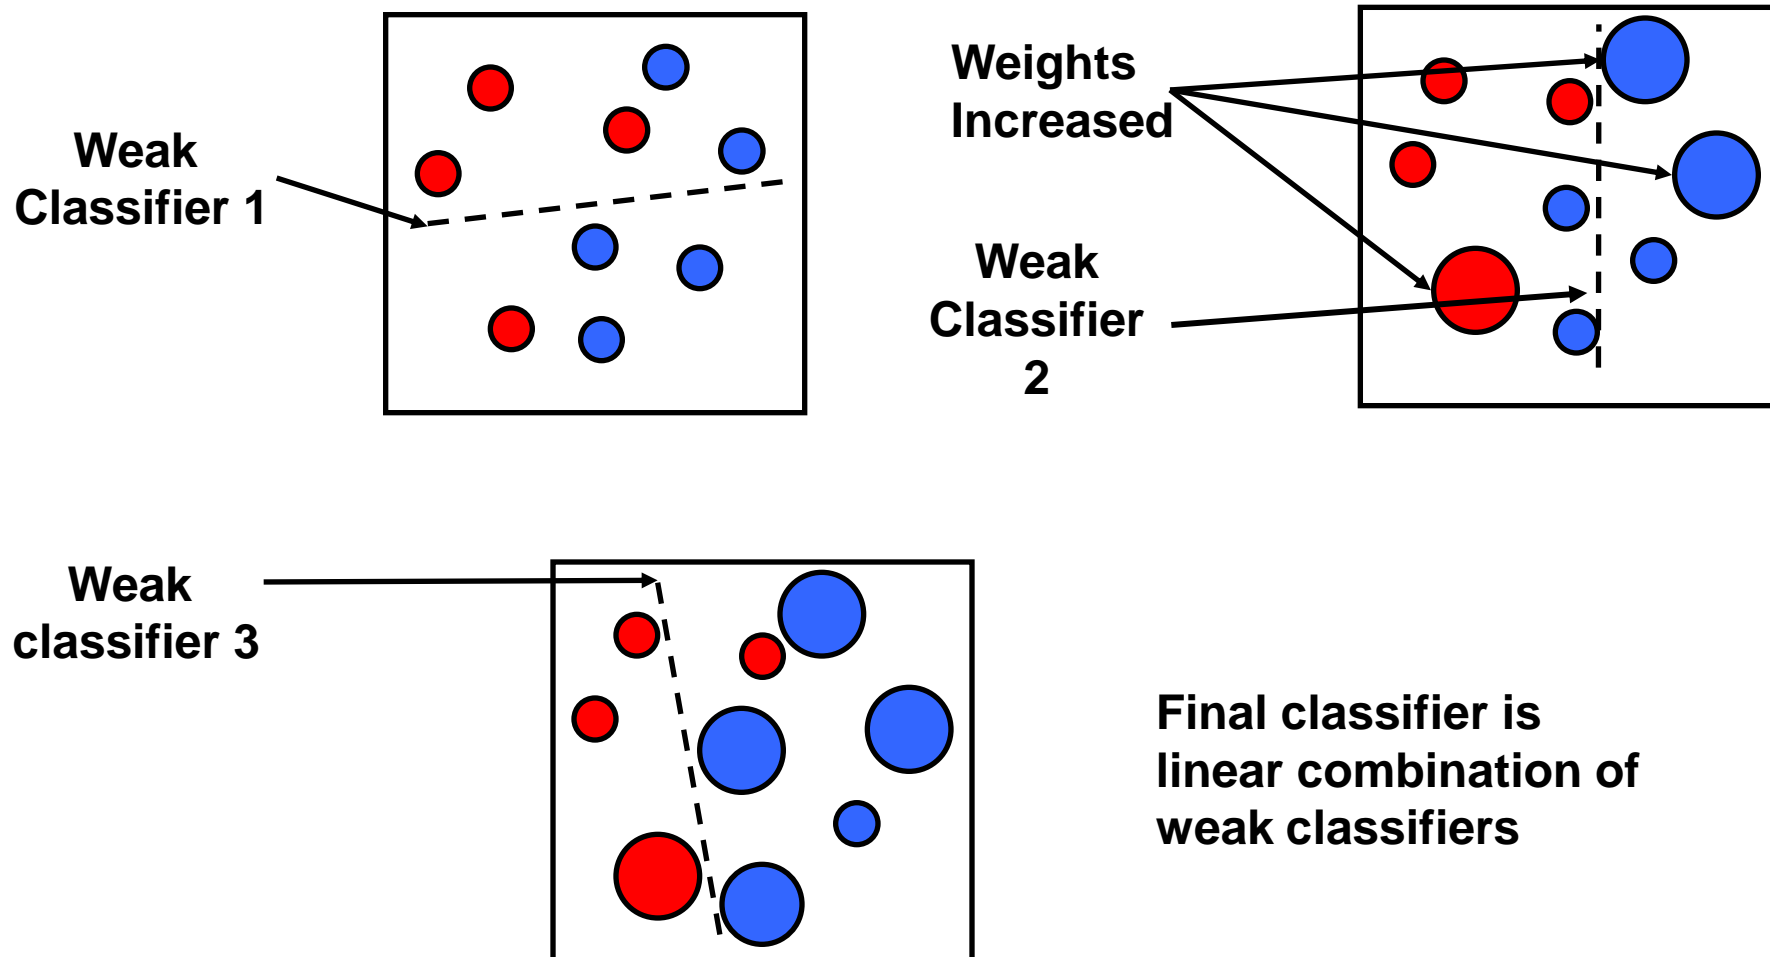 Weak
Classifier 1
Weights
Increased
Weak
Classifier
2
Weak
classifier 3
Final classifier is
linear combination of
weak classifiers